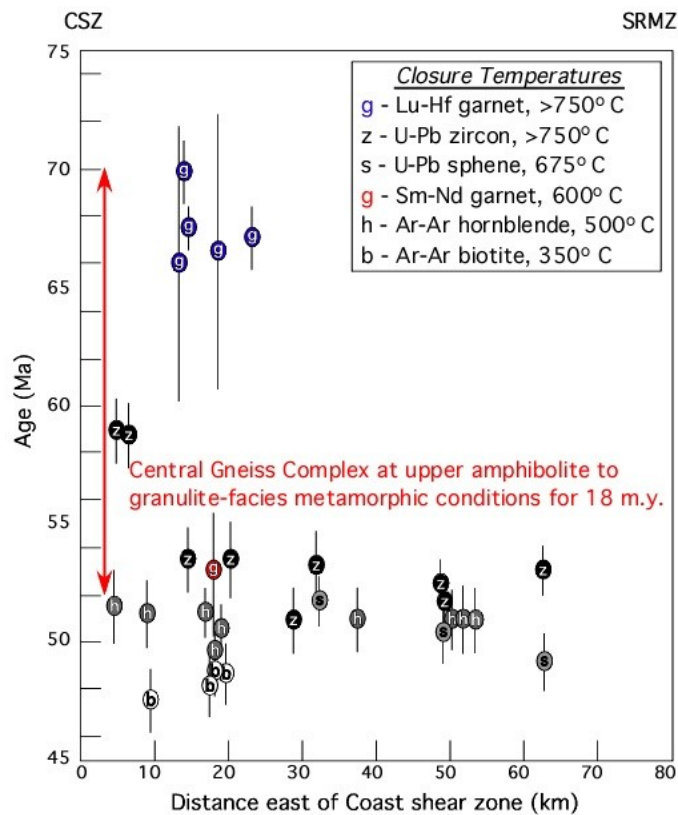 CSZ SRMZ
75
Closure Temperatures
g - Lu-Hf garnet, >750° C
z - U-Pb zircon, >750° C
s - U-Pb sphene, 675° C
g - Sm-Nd garnet, 600° C
h - Ar-Ar hornblende, 500° C
b - Ar-Ar biotite, 350° C
70
g
g
g g g
65
Age (Ma)
60
z z
Central Gneiss Complex at upper amphibolite to
granulite-facies metamorphic conditions for 18 m.y.
55
z z z z
g
z
h h h s z
h z h h h h
50
h s s
b b b
b
45
0 10 20 30 40 50 60 70 80
Distance east of Coast shear zone (km)